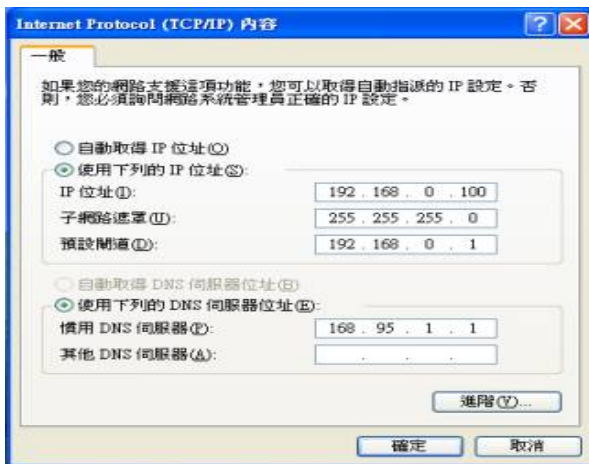 Internet Protocol (TCP/IP) 內容
一般
如果您的網路支援這項功能，您可以取得自動指派的 IP 設定。否
則，您必須詢問網路系統管理員正確的 IP 設定。
自動取得 IP 位址(O)
使用下列的 IP 位址(S):
IP 位址(I): 192 . 168 . 0 . 100
子網路遮罩(U): 255 . 255 . 255 . 0
預設閘道(D): 192 . 168 . 0 . 1
自動取得 DNS 伺服器位址(B)
使用下列的 DNS 伺服器位址(E):
慣用 DNS 伺服器(P): 168 . 95 . 1 . 1
其他 DNS 伺服器(A): . . .
進階(V)...
確定 取消